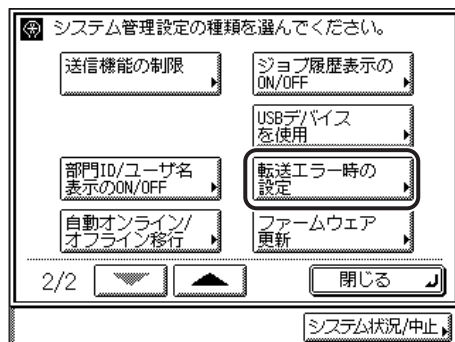 システム管理設定の種類を選んでください。
送信機能の制限
ジョブ履歴表示の
ON/OFF
USBデバイス
を使用
部門ID/ユーザ名
表示のON/OFF
転送エラー時の
設定
自動オンライン/
オフライン移行
ファームウェア
更新
2/2
閉じる
システム状況/中止